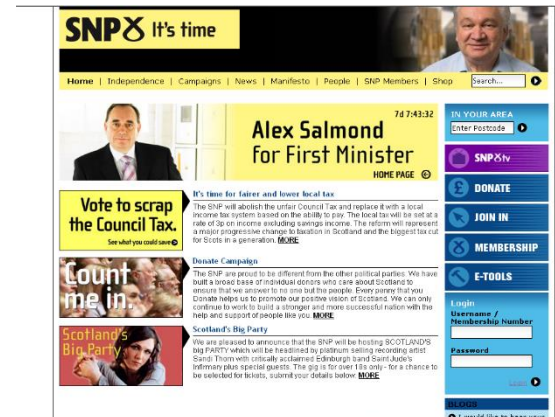 SNP It's time
Home | Independence | Campaigns | News | Manifesto | People | SNP Members | Shop
Search...
7d 7:43:32
Alex Salmond
for First Minister
HOME PAGE
IN YOUR AREA
Enter Postcode
SNP tv
DONATE
JOIN IN
MEMBERSHIP
E-TOOLS
Login
Username /
Membership Number
Password
Login
BLOGS
I would like to hear your
Vote to scrap
the Council Tax.
See what you could save
It's time for fairer and lower local tax
The SNP will abolish the unfair Council Tax and replace it with a local
income tax system based on the ability to pay. The local tax will be set at a
rate of 3p on income excluding savings income. The reform will represent
a major progressive change to taxation in Scotland and the biggest tax cut
for Scots in a generation. MORE
Count
me in.
Donate Campaign
The SNP are proud to be different from the other political parties. We have
built a broad base of individual donors who care about Scotland to
ensure that we answer to no one but the people. Every penny that you
Donate helps us to promote our positive vision of Scotland. We can only
continue to work to build a stronger and more successful nation with the
help and support of people like you. MORE
Scotland's
Big Party
Scotland's Big Party
We are pleased to announce that the SNP will be hosting SCOTLAND's
big PARTY which will be headlined by platinum selling recording artist
Sandi Thom with critically acclaimed Edinburgh band Saint Jude's
Infirmary plus special guests. The gig is for over 18s only - for a chance to
be selected for tickets, submit your details below. MORE